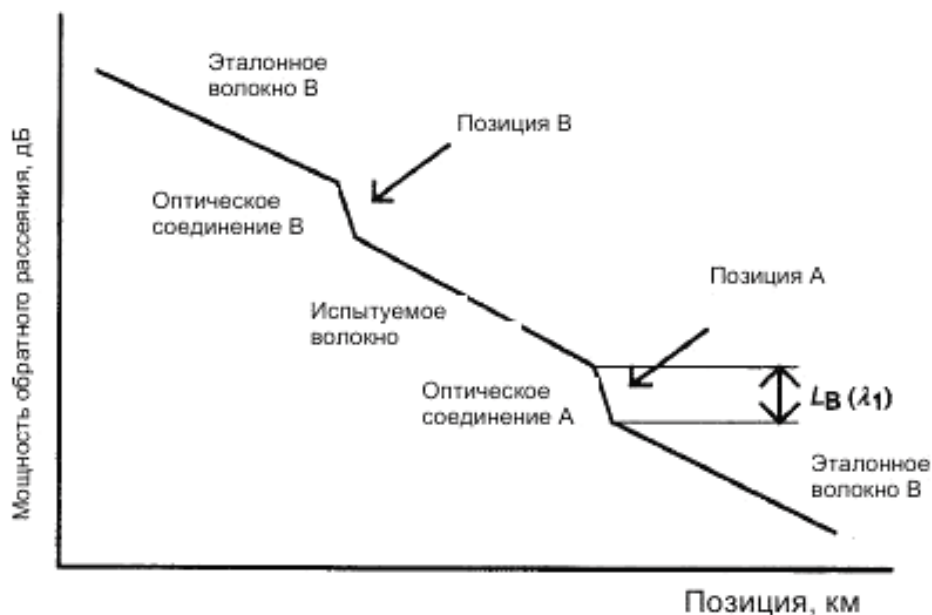 Мощность обратного рассеяния, дБ
Эталонное
волокно В
Позиция В
Оптическое
соединение В
Позиция А
Испытуемое
волокно
Оптическое
соединение А
LB (λ1)
Эталонное
волокно В
Позиция, км